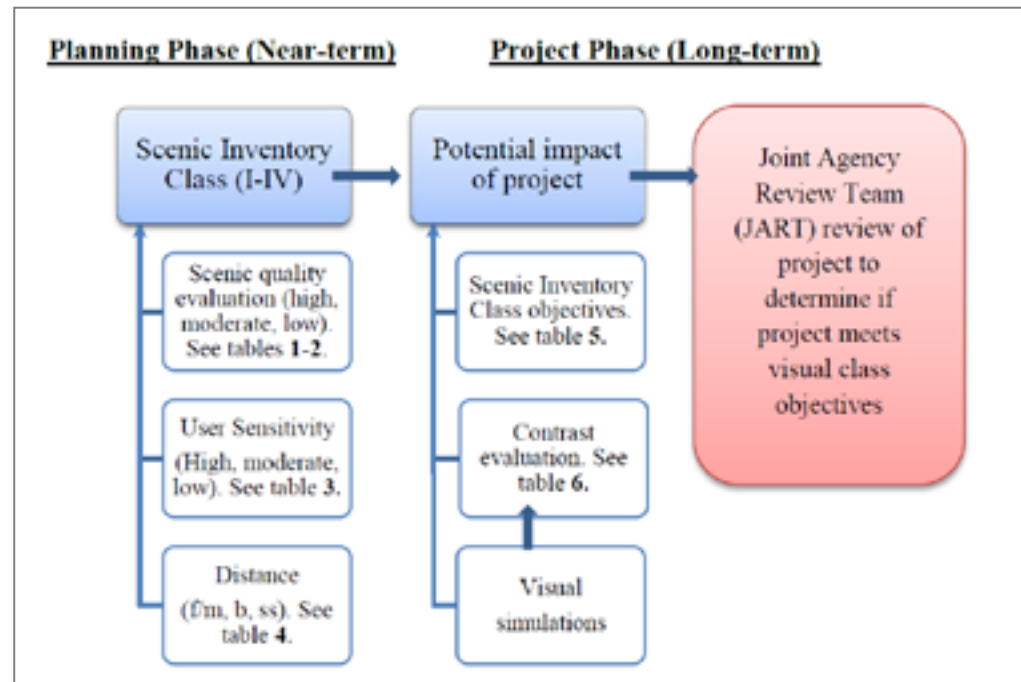 Planning Phase (Near-term)
Project Phase (Long-term)
Scenic Inventory
Class (I-IV)
Scenic quality
evaluation (high,
moderate, low).
See tables 1-2.
User Sensitivity
(High, moderate,
low). See table 3.
Distance
(f/m, b, ss). See
table 4.
Potential impact
of project
Scenic Inventory
Class objectives.
See table 5.
Contrast
evaluation. See
table 6.
Visual
simulations
Joint Agency
Review Team
(JART) review of
project to
determine if
project meets
visual class
objectives